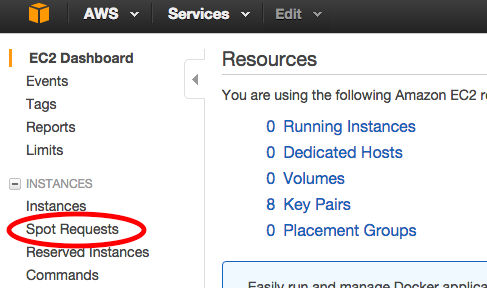 AWS Services Edit
EC2 Dashboard
Events
Tags
Reports
Limits
INSTANCES
Instances
Spot Requests
Reserved Instances
Commands
Resources
You are using the following Amazon EC2
0 Running Instances
0 Dedicated Hosts
0 Volumes
8 Key Pairs
0 Placement Groups
Easily run and manage Docker